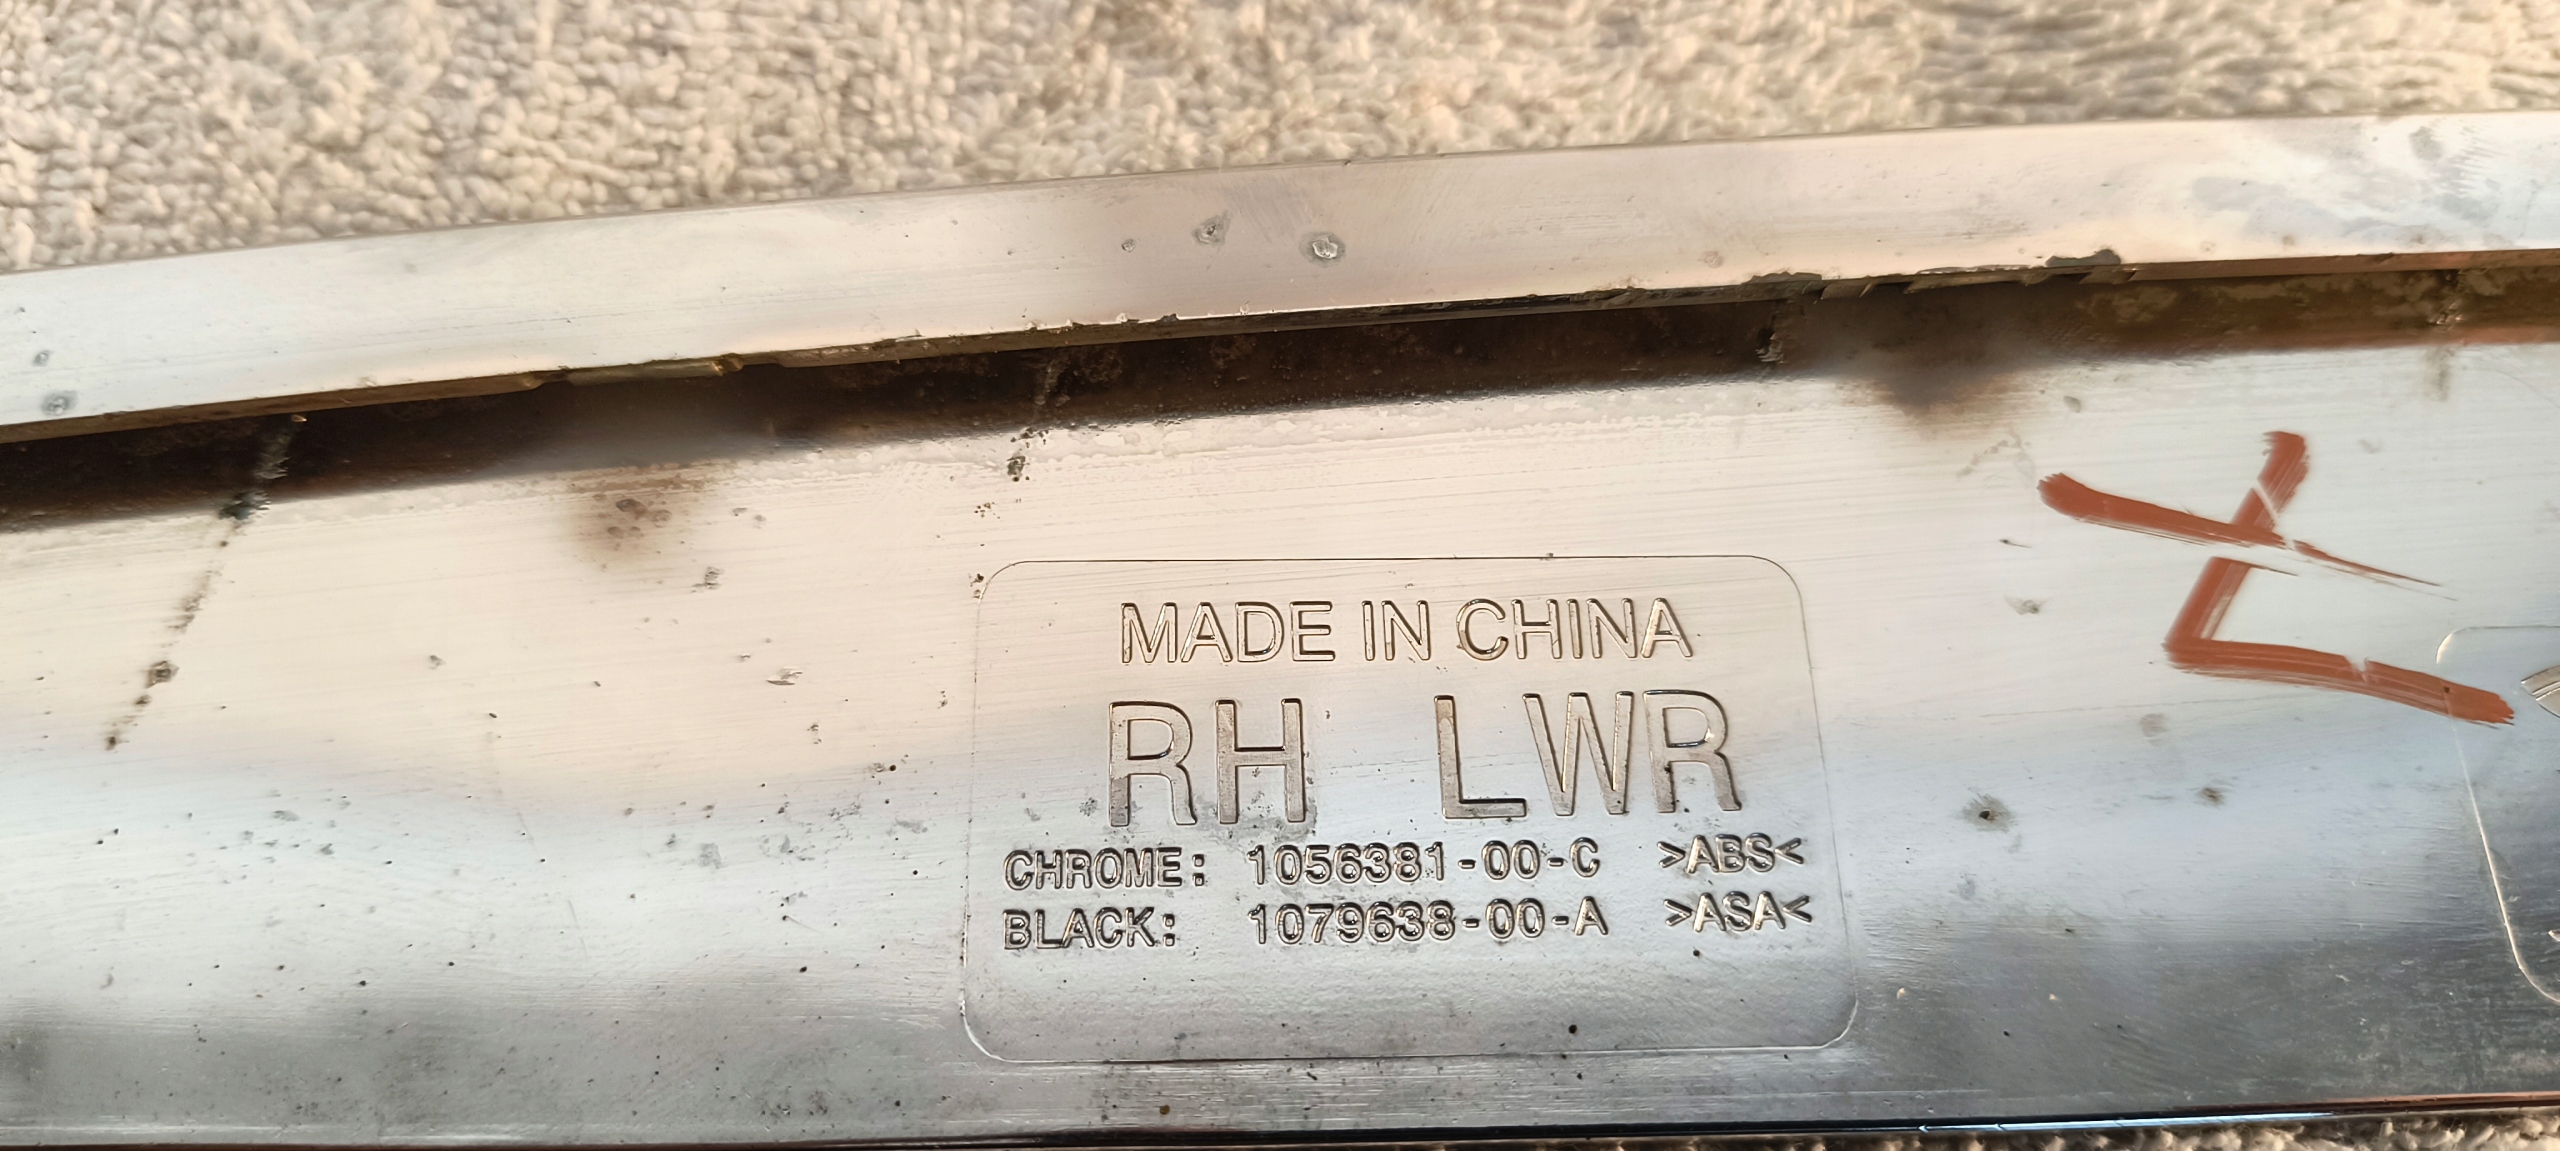 MADE IN CHINA
RH LWR
CHROME: 1056381-00-C >ABS<
BLACK: 1079638-00-A >ASA<